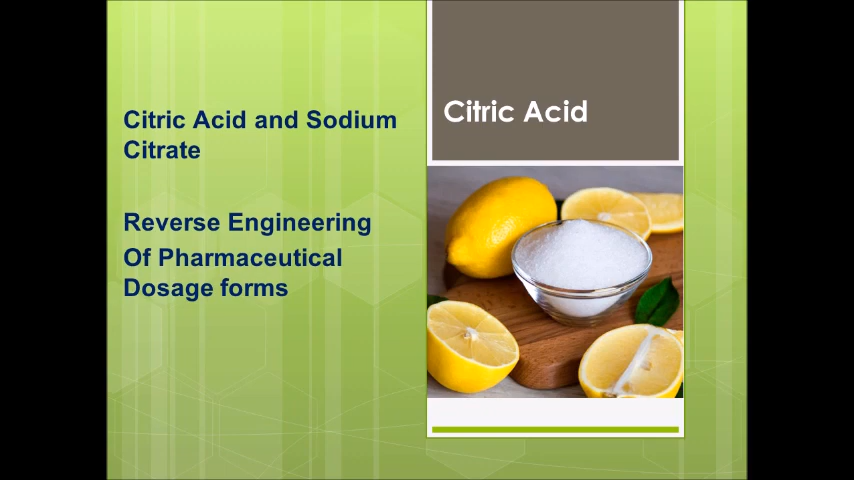 Citric Acid and Sodium
Citrate
Reverse Engineering
Of Pharmaceutical
Dosage forms
Citric Acid